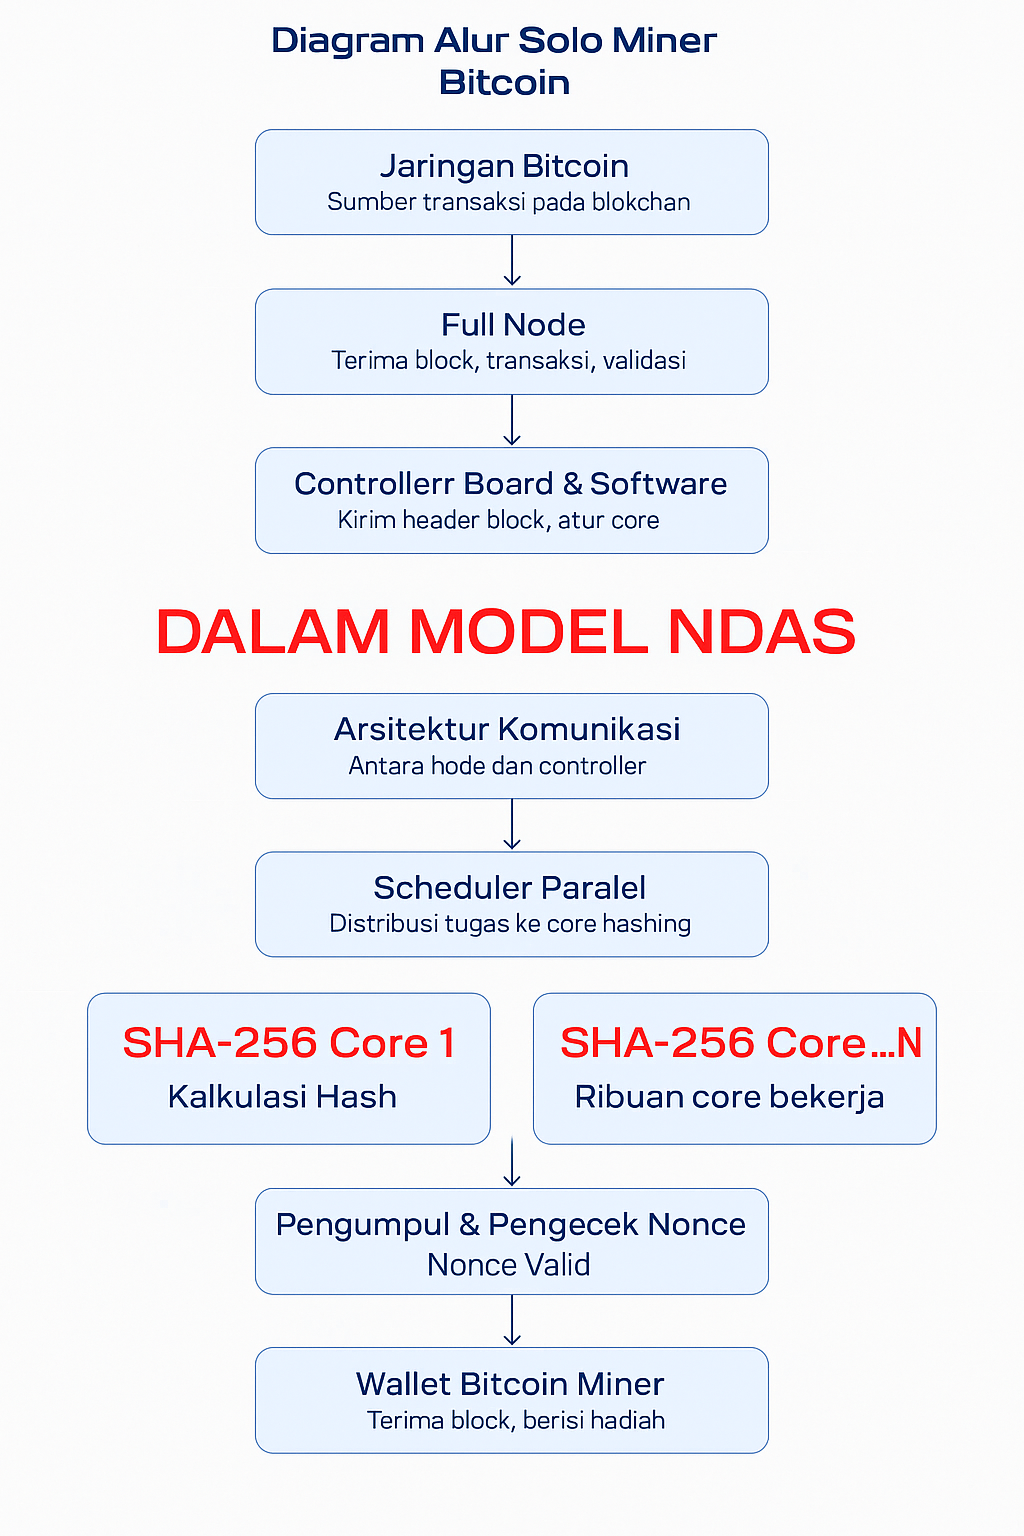 Diagram Alur Solo Miner
Bitcoin
Jaringan Bitcoin
Sumber transaksi pada blokchan
Full Node
Terima block, transaksi, validasi
Controllerr Board & Software
Kirim header block, atur core
DALAM MODEL NDAS
Arsitektur Komunikasi
Antara hode dan controller
Scheduler Paralel
Distribusi tugas ke core hashing
SHA-256 Core 1
Kalkulasi Hash
SHA-256 Core...N
Ribuan core bekerja
Pengumpul & Pengecek Nonce
Nonce Valid
Wallet Bitcoin Miner
Terima block, berisi hadiah